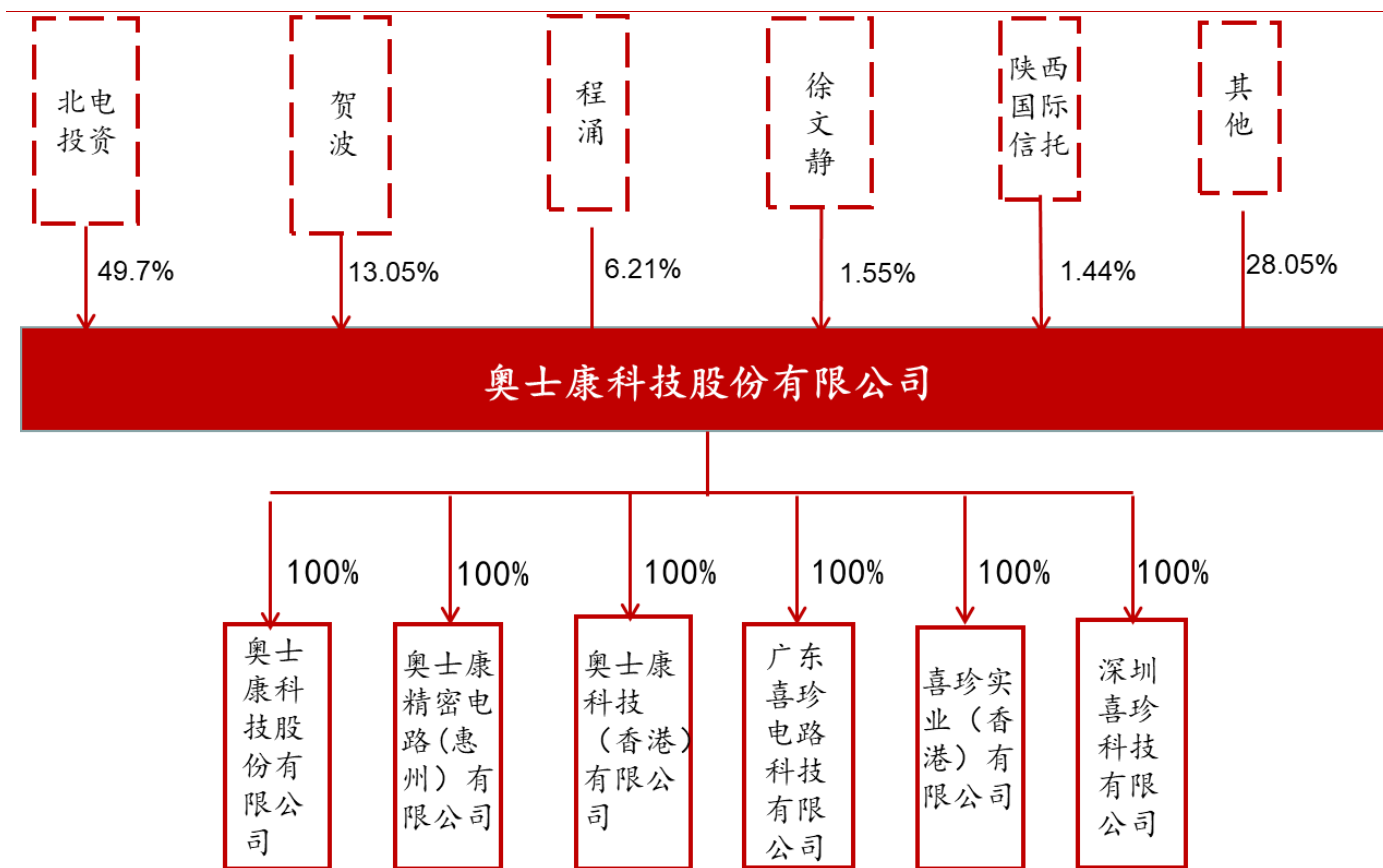 北电
投资
贺
波
程
涌
徐
文
静
陕西
国际
信托
其
他
49.7%
13.05%
6.21%
1.55%
1.44%
28.05%
奥士康科技股份有限公司
100%
100%
100%
100%
100%
100%
奥士
康科
技股
份有
限公
司
奥士康
精密电
路(惠
州）有
限公司
奥士康
科技
（香港）
有限公
司
广东
喜珍
电路
科技
有限
公司
喜珍实
业（香
港）有
限公司
深圳
喜珍
科技
有限
公司